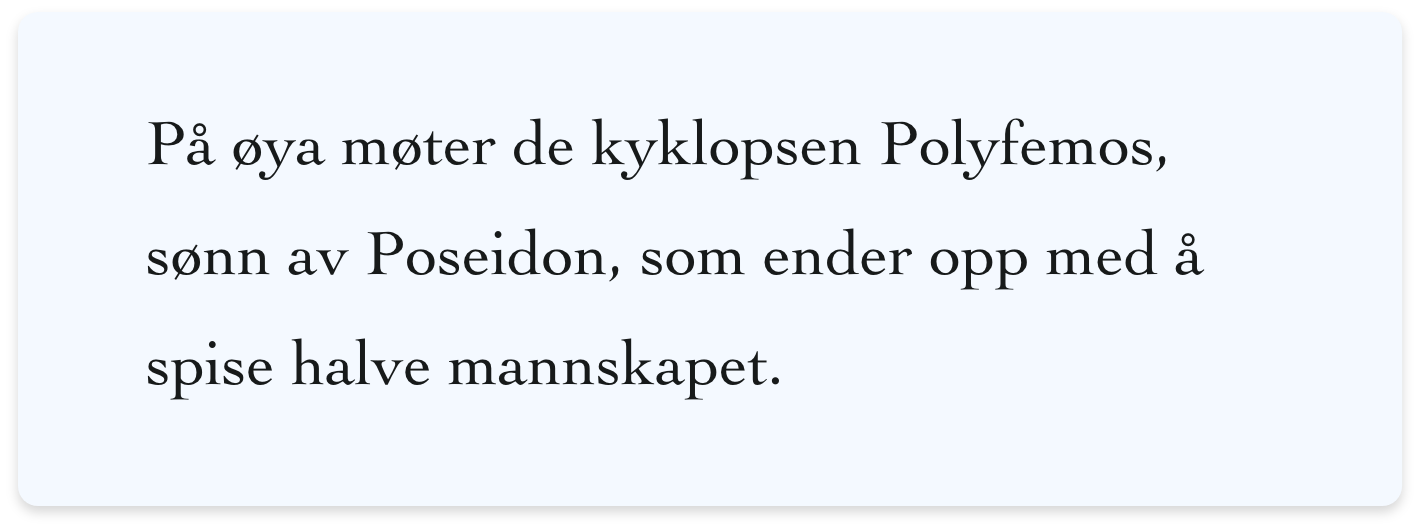 På øya møter de kyklopsen Polyfemos,
sønn av Poseidon, som ender opp med å
spise halve mannskapet.